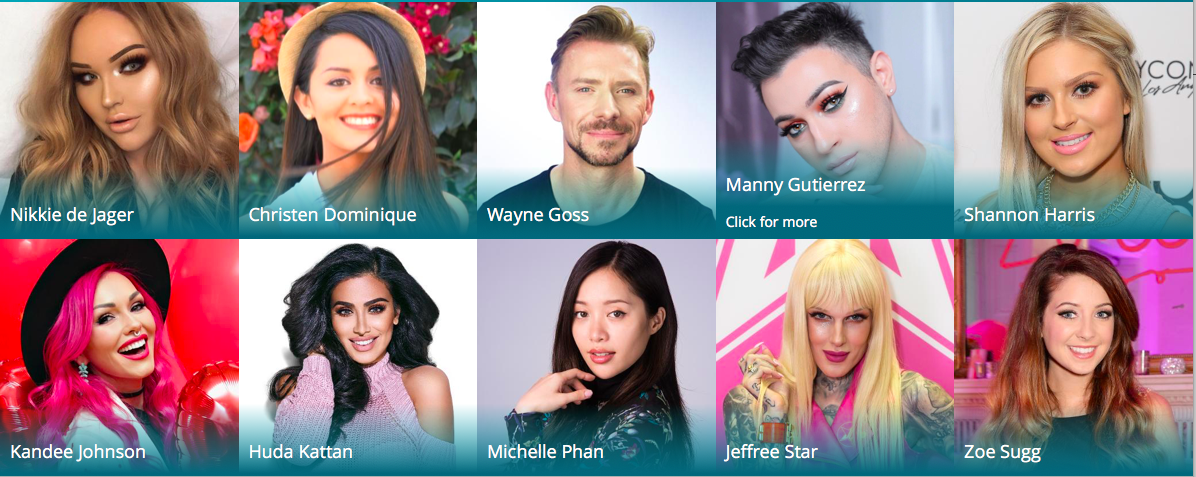 Nikkie de Jager
Christen Dominique
Wayne Goss
Manny Gutierrez
Click for more
Shannon Harris
Kandee Johnson
Huda Kattan
Michelle Phan
Jeffree Star
Zoe Sugg